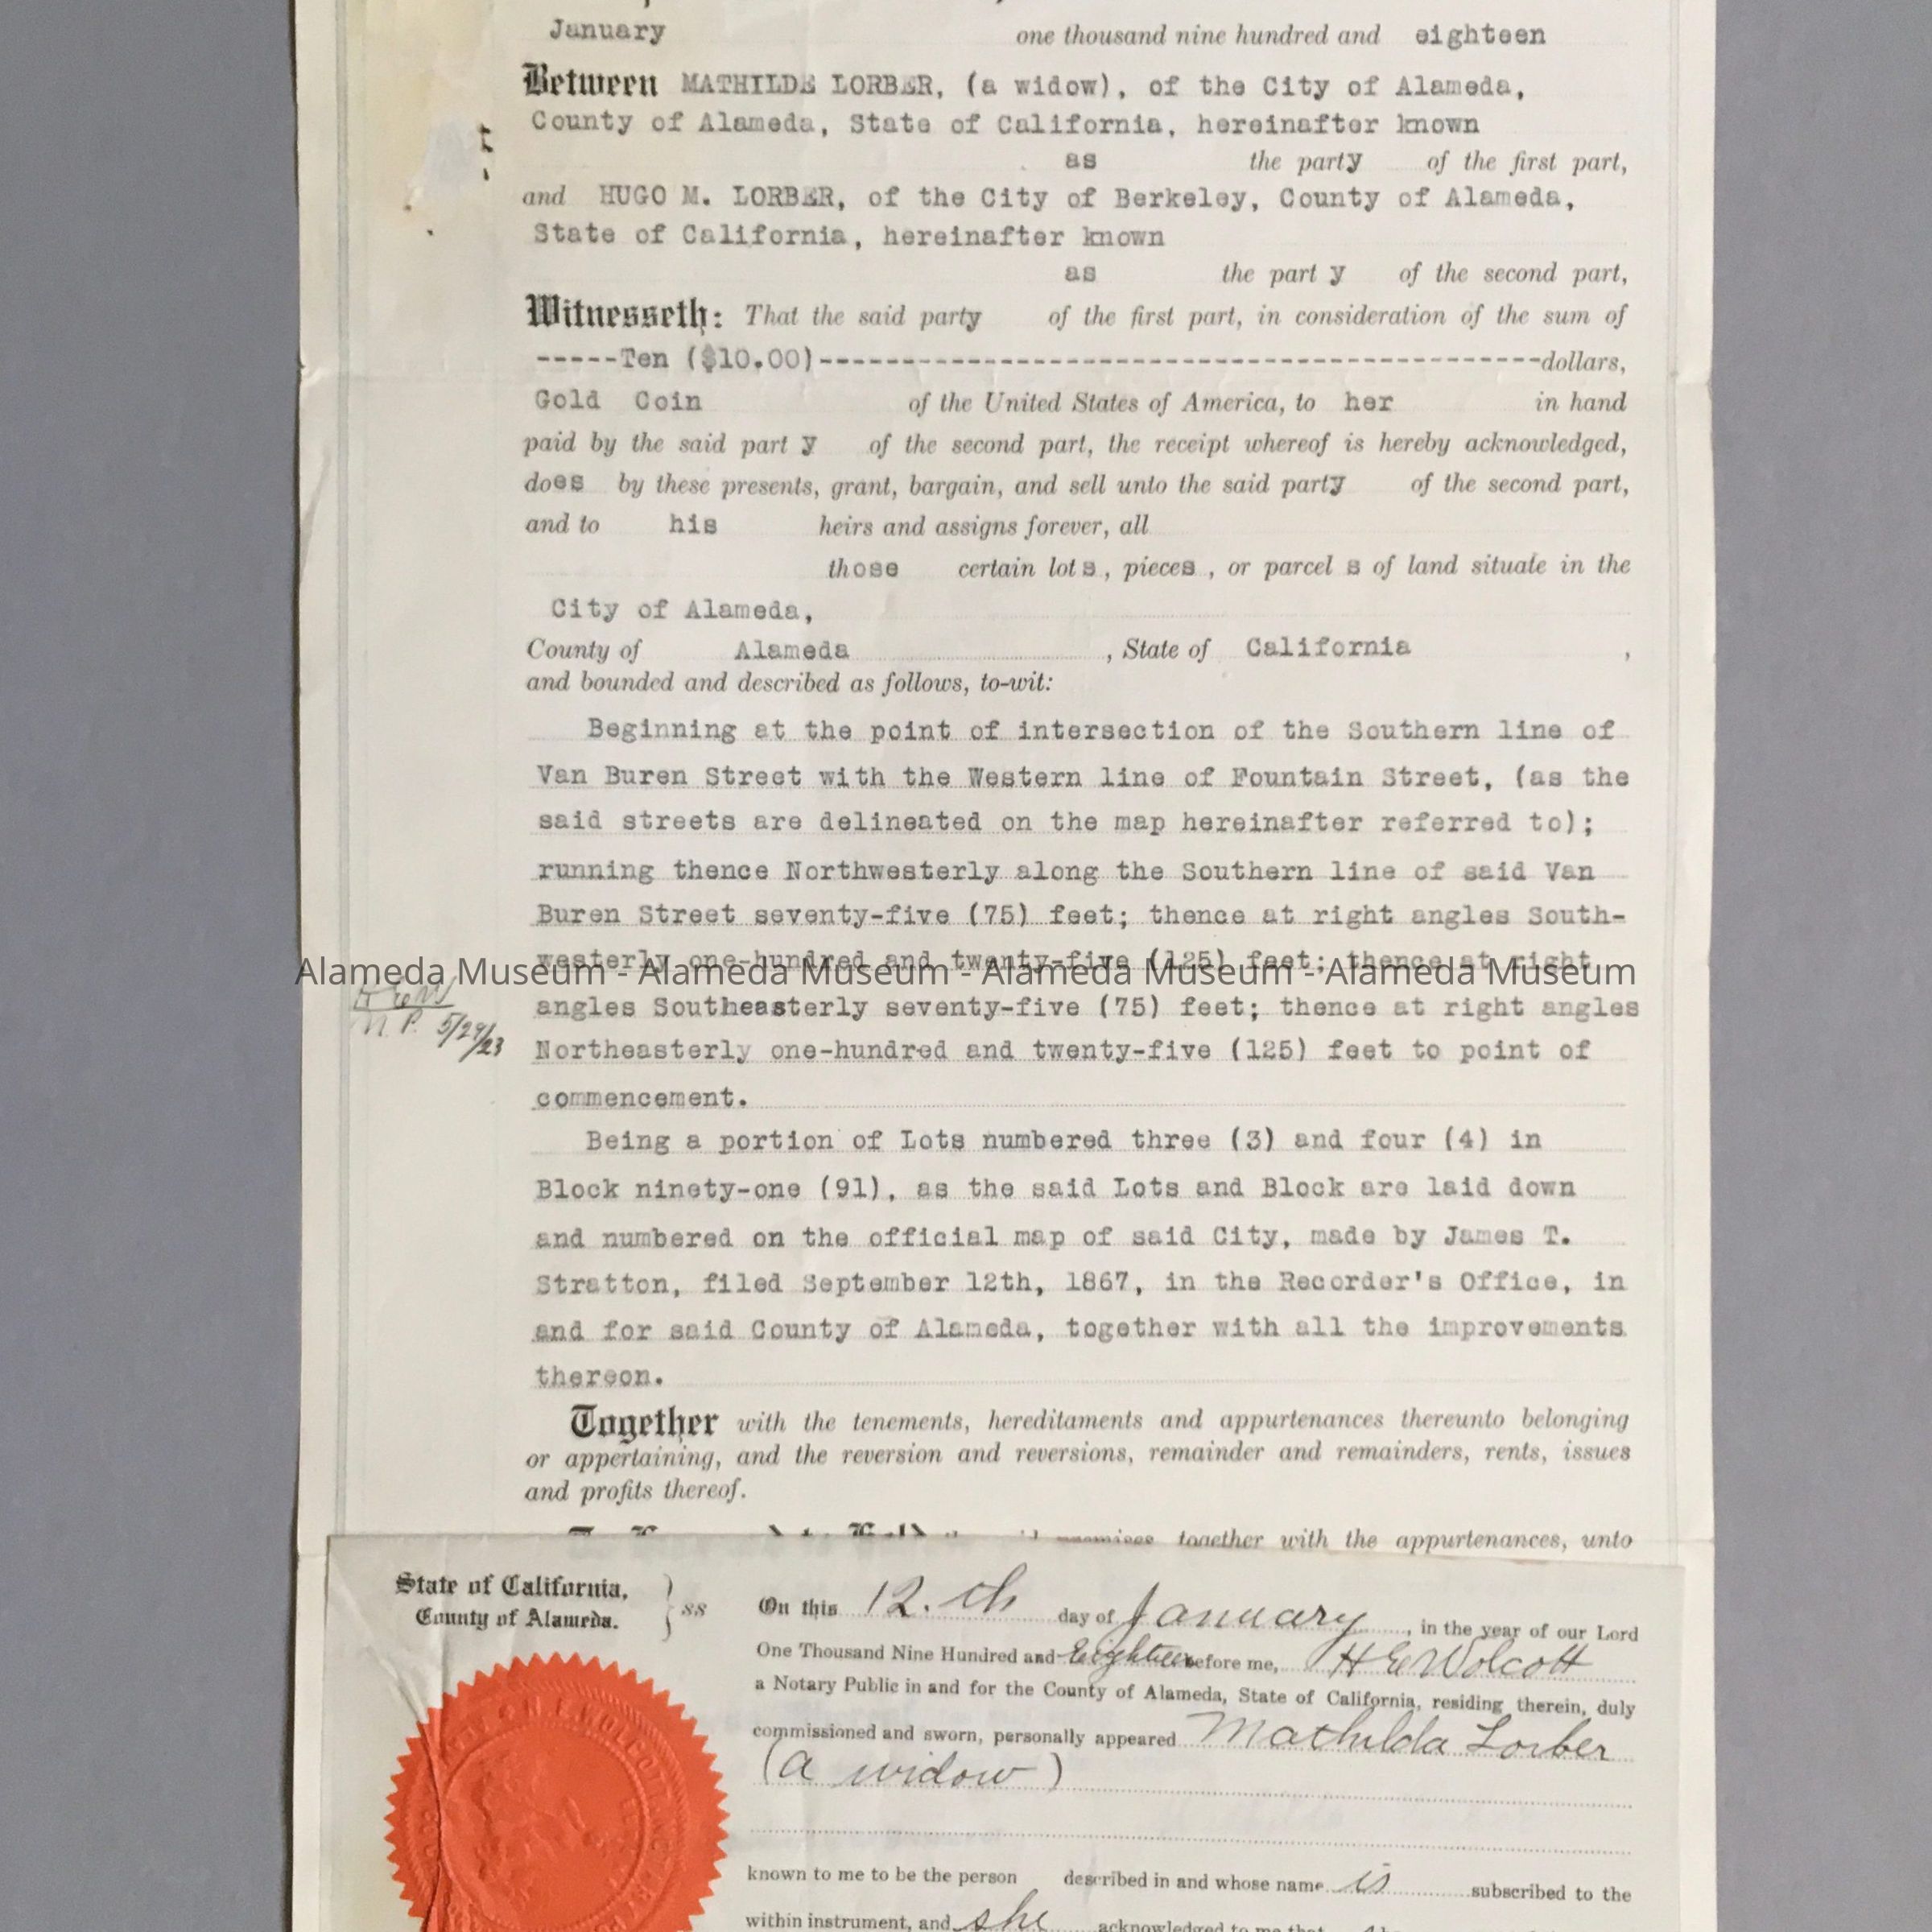 January one thousand nine hundred and eighteen
Between MATHILDE LORBER, (a widow), of the City of Alameda,
County of Alameda, State of California, hereinafter known
as the party of the first part,
and HUGO M. LORBER, of the City of Berkeley, County of Alameda,
State of California, hereinafter known
as the part y of the second part,
Witnesseth: That the said party of the first part, in consideration of the sum of
-----Ten ($10.00)--------------------------------------------dollars,
Gold Coin of the United States of America, to her in hand
paid by the said part y of the second part, the receipt whereof is hereby acknowledged,
does by these presents, grant, bargain, and sell unto the said party of the second part,
and to his heirs and assigns forever, all
those certain lot s, pieces, or parcel s of land situate in the
City of Alameda,
County of Alameda, State of California,
and bounded and described as follows, to-wit:
Beginning at the point of intersection of the Southern line of
Van Buren Street with the Western line of Fountain Street, (as the
said streets are delineated on the map hereinafter referred to);
running thence Northwesterly along the Southern line of said Van
Buren Street seventy-five (75) feet; thence at right angles South-
westerly one-hundred and twenty-five (125) feet; thence at right
Alameda Museum - Alameda Museum - Alameda Museum - Alameda Museum
angles Southeasterly seventy-five (75) feet; thence at right angles
N. P. 5/29/23
Northeasterly one-hundred and twenty-five (125) feet to point of
commencement.
Being a portion of Lots numbered three (3) and four (4) in
Block ninety-one (91), as the said Lots and Block are laid down
and numbered on the official map of said City, made by James T.
Stratton, filed September 12th, 1867, in the Recorder's Office, in
and for said County of Alameda, together with all the improvements
thereon.
Together with the tenements, hereditaments and appurtenances thereunto belonging
or appertaining, and the reversion and reversions, remainder and remainders, rents, issues
and profits thereof.
together with the appurtenances, unto
State of California,
County of Alameda. } ss
On this 12.th day of January, in the year of our Lord
One Thousand Nine Hundred and Eighteen before me, H E Wolcott
a Notary Public in and for the County of Alameda, State of California, residing therein, duly
commissioned and sworn, personally appeared Mathilda Lorber
(a widow)
known to me to be the person described in and whose name is subscribed to the
within instrument, and she acknowledged to me that